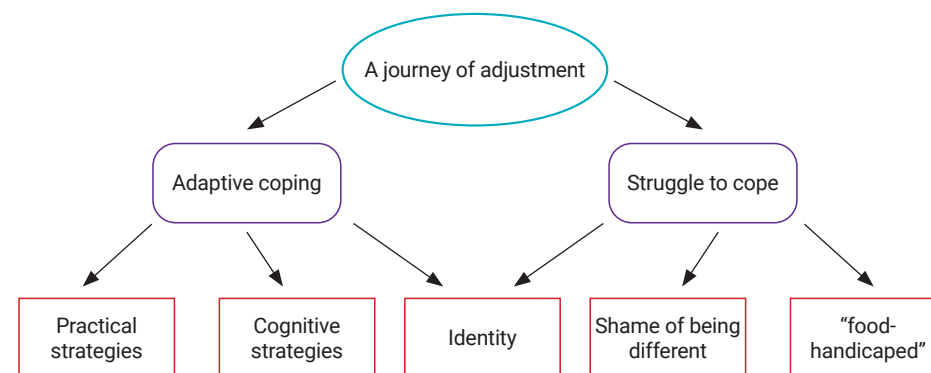 A journey of adjustment
Adaptive coping
Struggle to cope
Practical
strategies
Cognitive
strategies
Identity
Shame of being
different
“food-
handicaped”